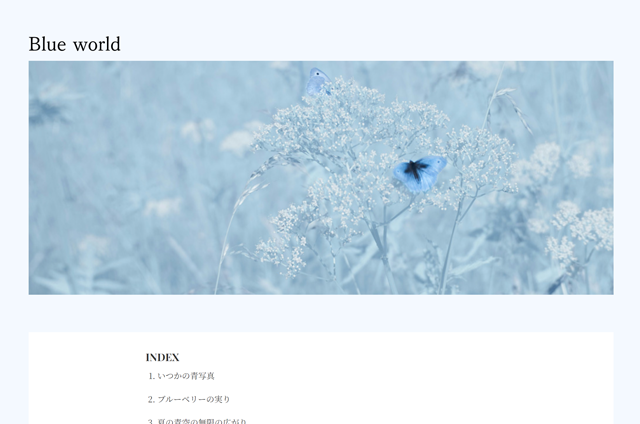 Blue world
INDEX
1. いつかの青写真
2. ブルーベリーの実り
3. 夏の青空の無限の広がり